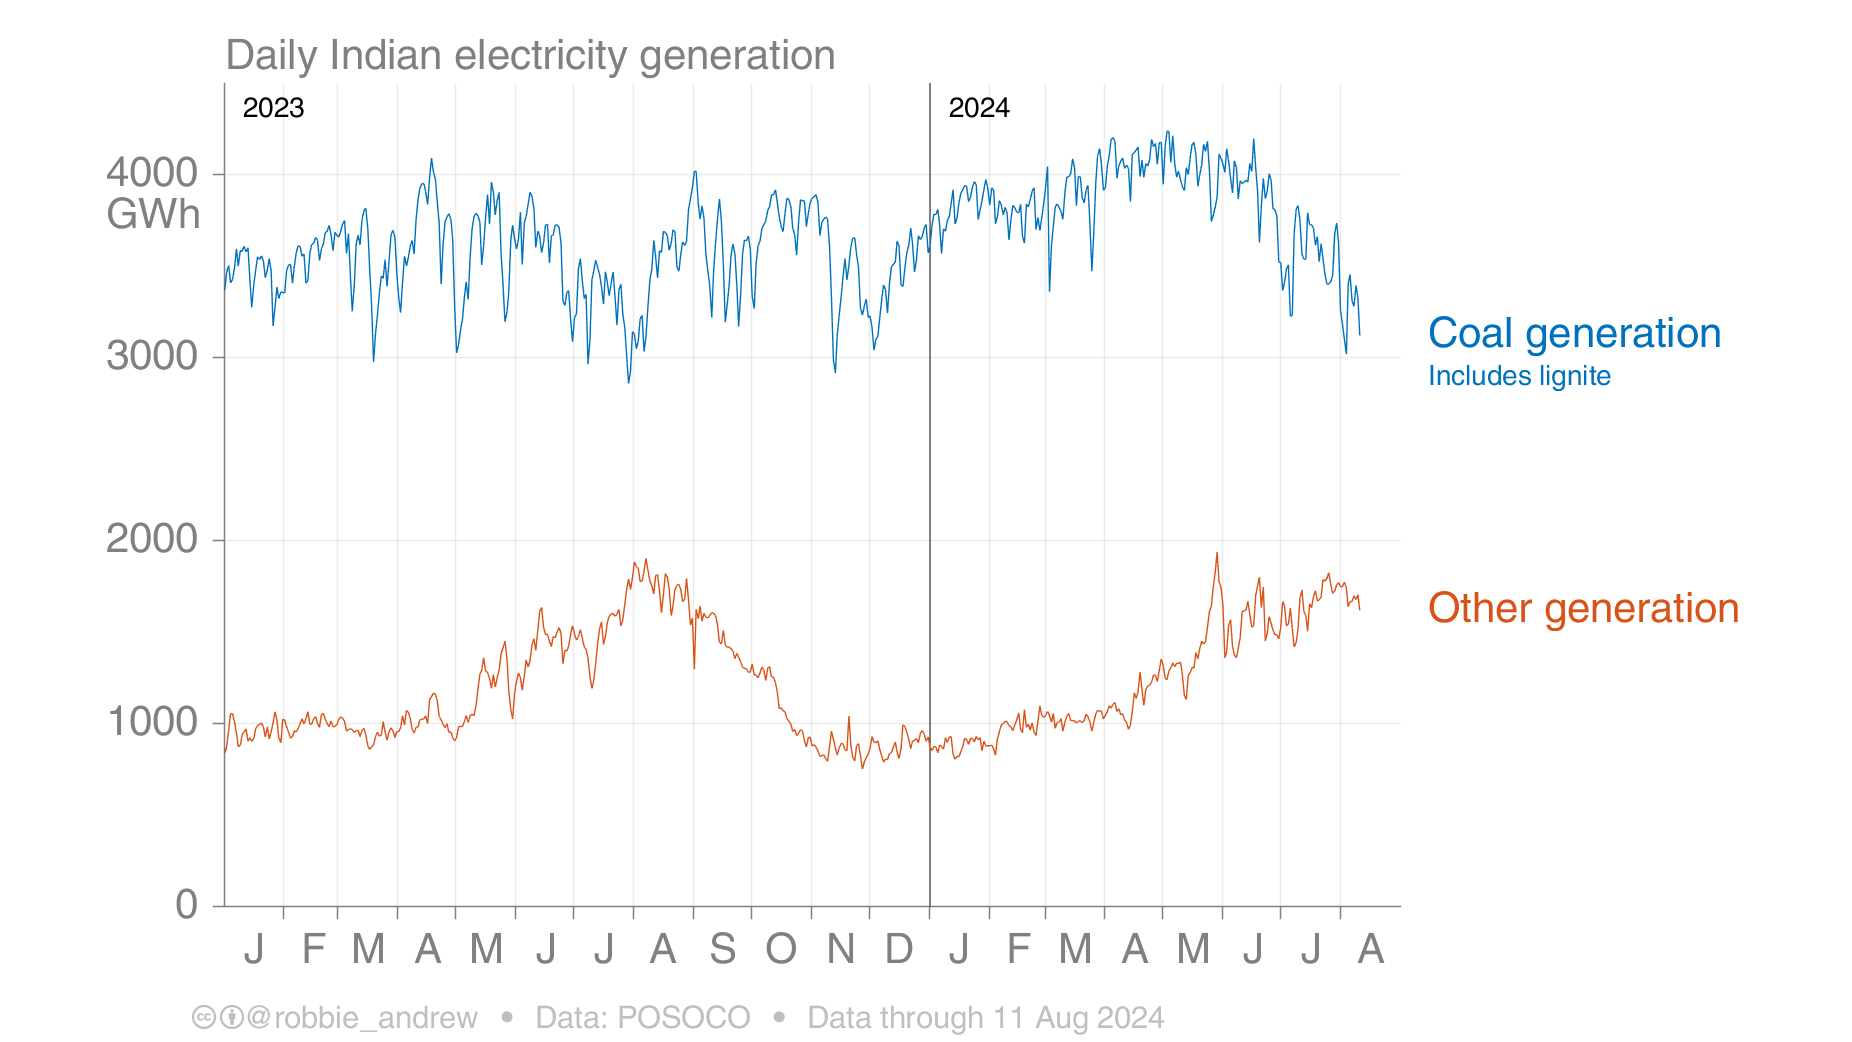 Daily Indian electricity generation
2023
2024
4000
GWh
3000
2000
1000
0
Coal generation
Includes lignite
Other generation
J F M A M J J A S O N D J F M A M J J A
@robbie_andrew • Data: POSOCO • Data through 11 Aug 2024